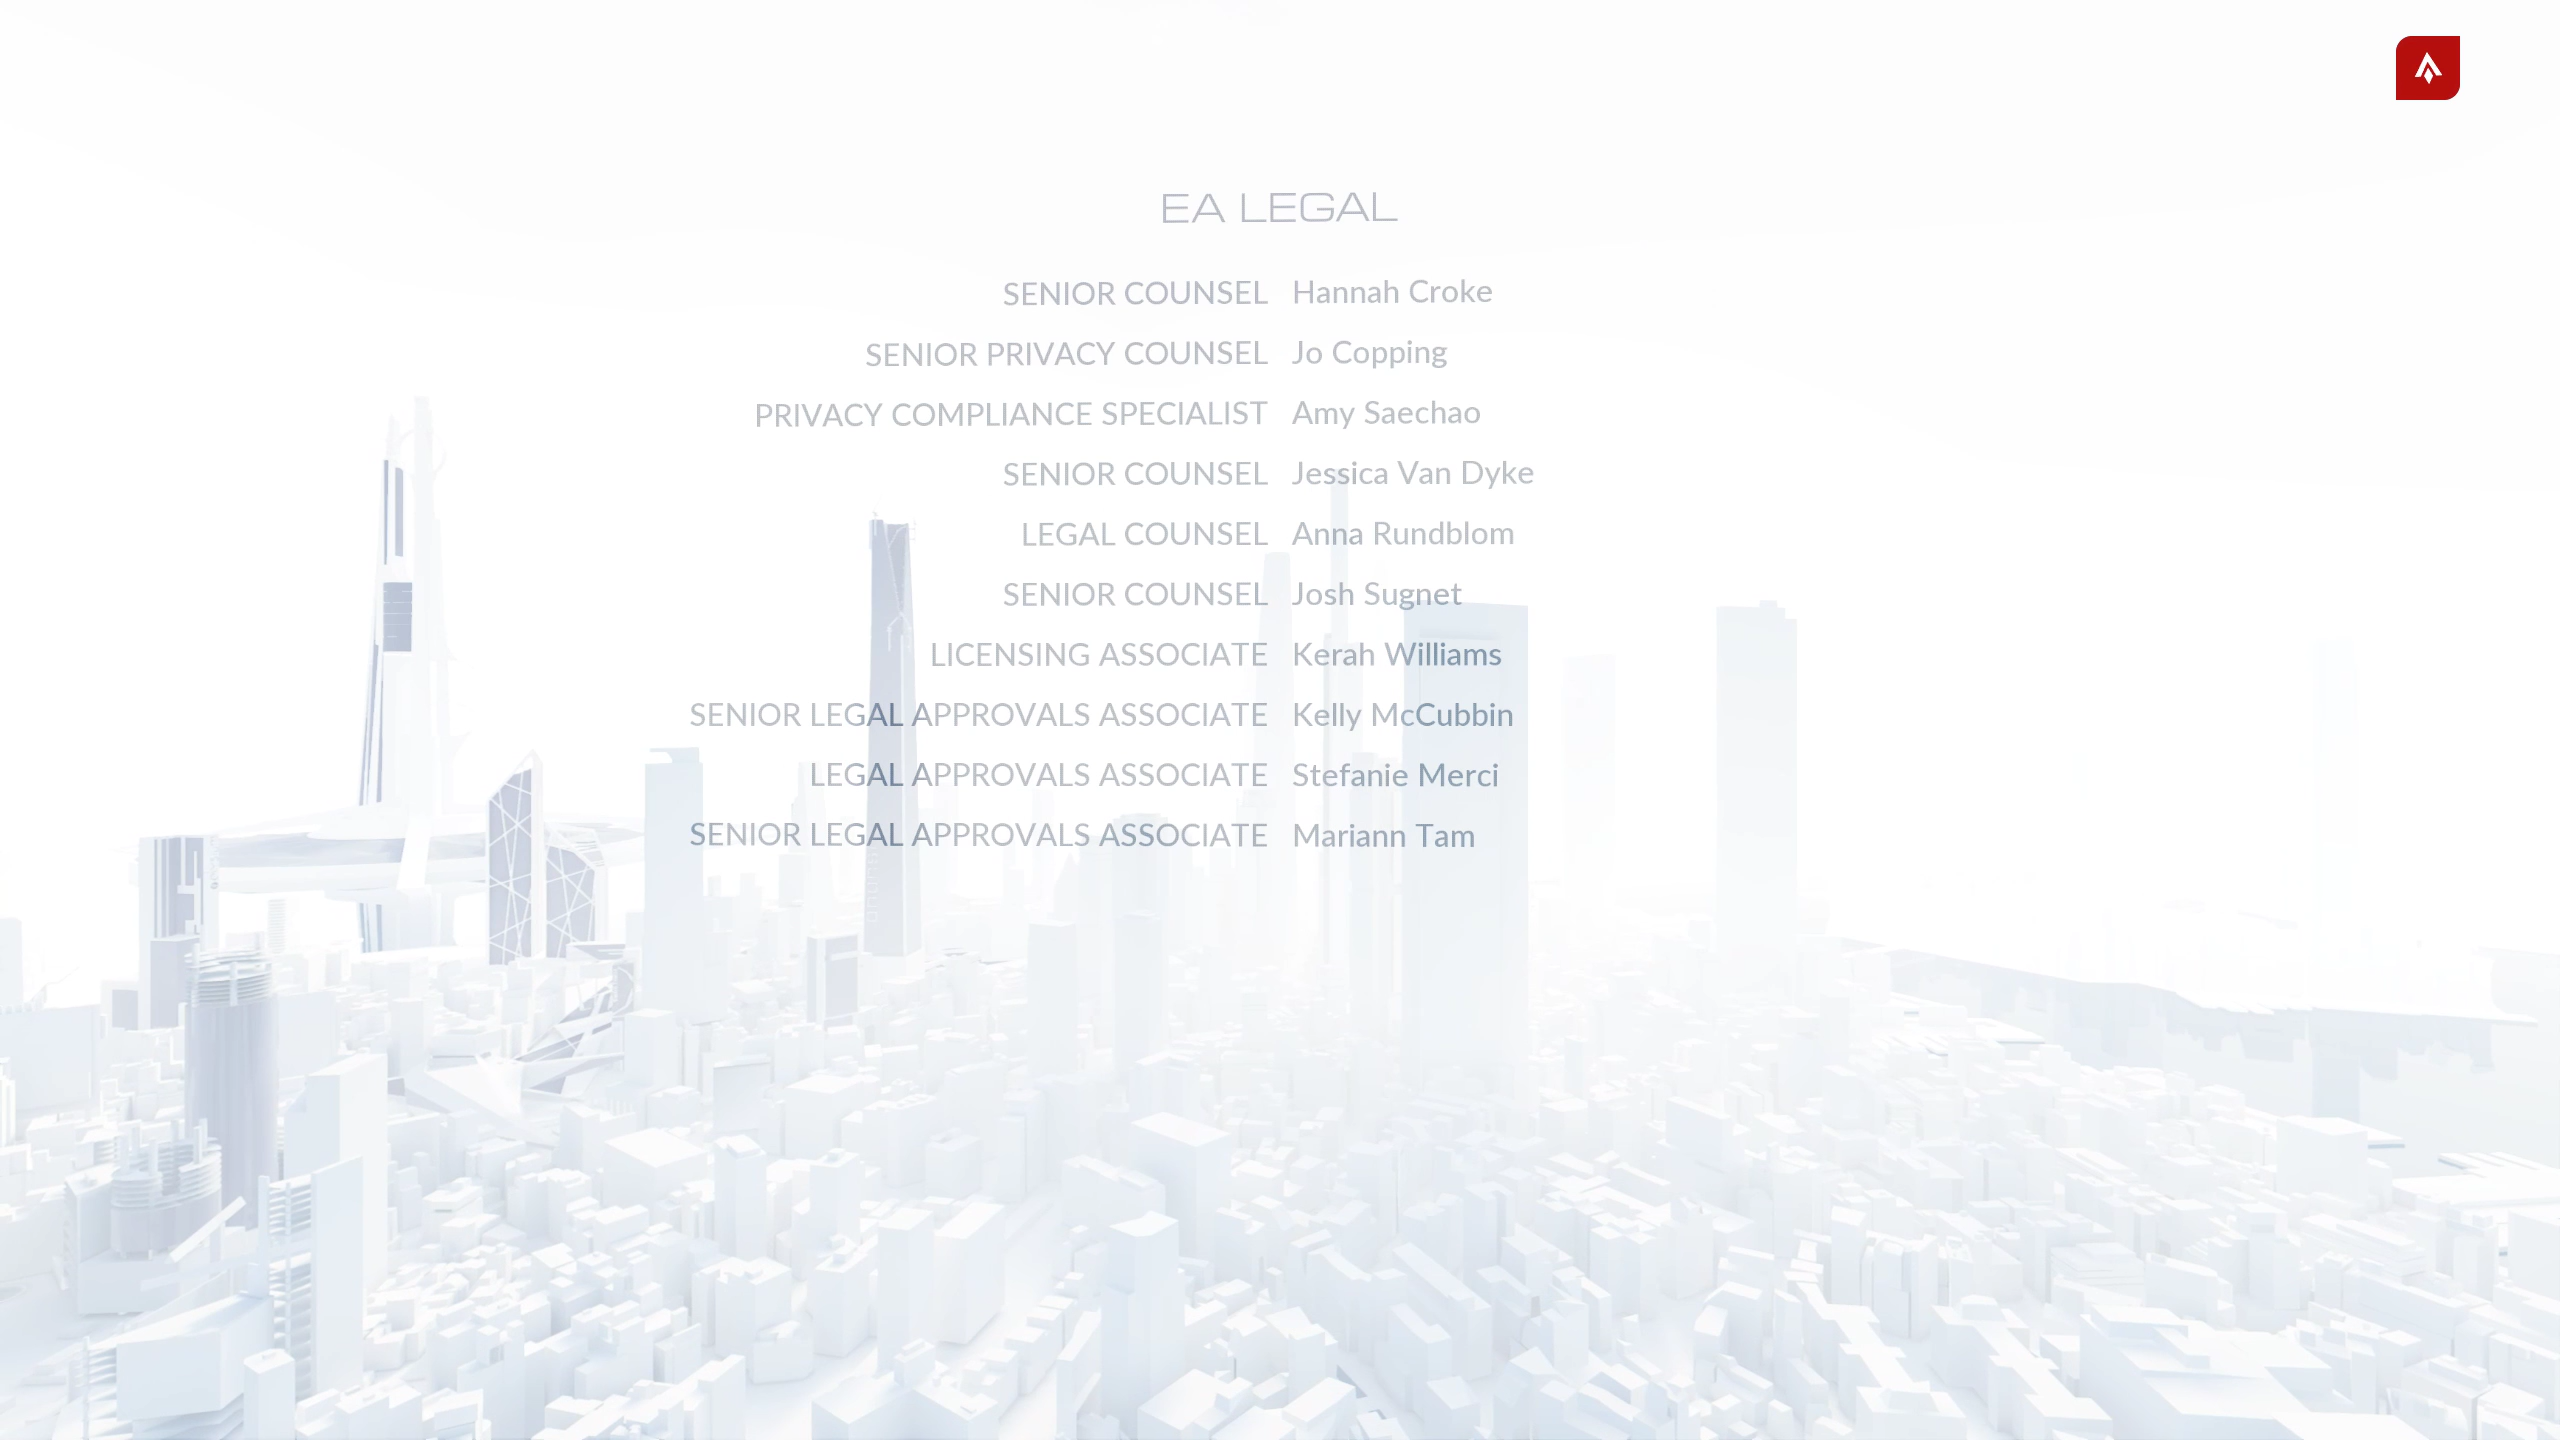 EA LEGAL
SENIOR COUNSEL Hannah Croke
SENIOR PRIVACY COUNSEL Jo Copping
PRIVACY COMPLIANCE SPECIALIST Amy Saechao
SENIOR COUNSEL Jessica Van Dyke
LEGAL COUNSEL Anna Rundblom
SENIOR COUNSEL Josh Sugnet
LICENSING ASSOCIATE Kerah Williams
SENIOR LEGAL APPROVALS ASSOCIATE Kelly McCubbin
LEGAL APPROVALS ASSOCIATE Stefanie Merci
SENIOR LEGAL APPROVALS ASSOCIATE Mariann Tam